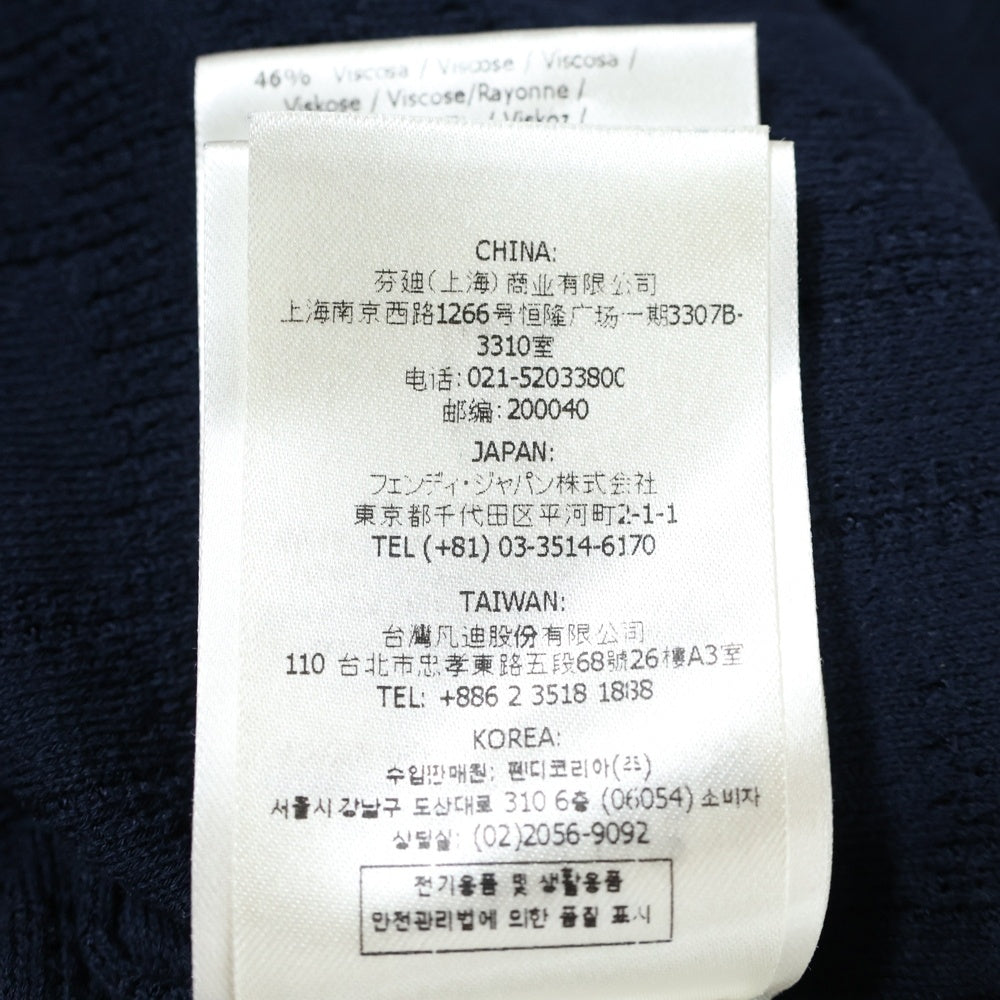 46% Viscosa / Viscose / Viscosa /
Viskose / Viscose/Rayonne /
/ Viskoz /
CHINA:
芬迪(上海)商业有限公司
上海南京西路1266号恒隆广场一期3307B-
3310室
电话: 021-52033800
邮编: 200040
JAPAN:
フェンディ・ジャパン株式会社
東京都千代田区平河町2-1-1
TEL (+81) 03-3514-6170
TAIWAN:
台灣凡迪股份有限公司
110 台北市忠孝東路五段68號26樓A3室
TEL: +886 2 3518 1838
KOREA:
수입판매원: 펜디코리아(유)
서울시 강남구 도산대로 310 6층 (06054) 소비자
상담실: (02)2056-9092
전기용품 및 생활용품
안전관리법에 의한 품질 표시